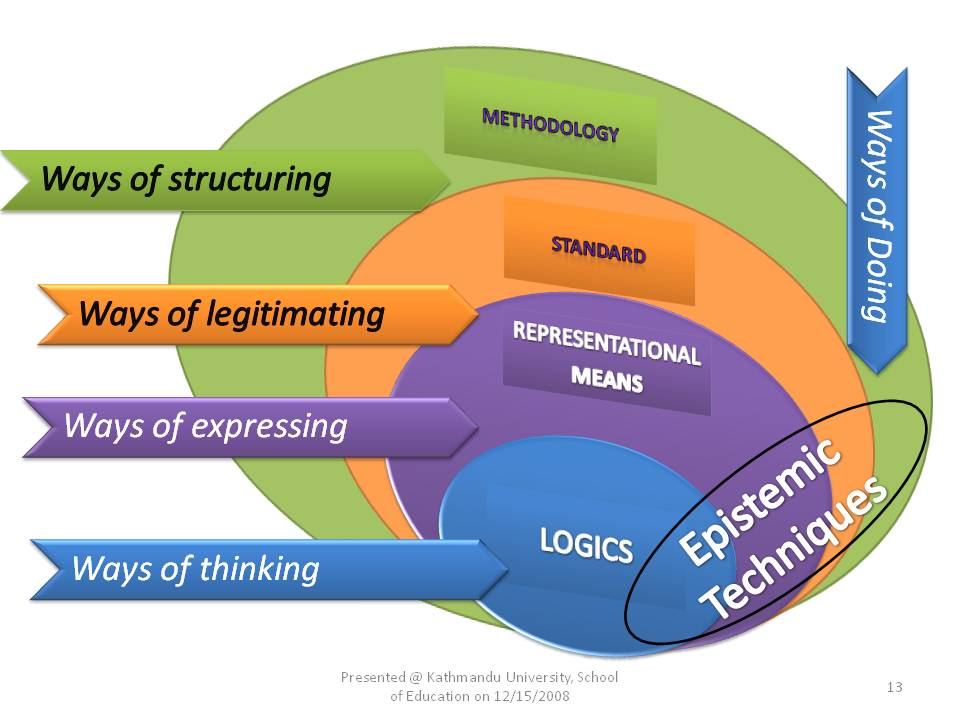 METHODOLOGY
Ways of structuring
STANDARD
Ways of legitimating
REPRESENTATIONAL
MEANS
Ways of expressing
LOGICS
Ways of thinking
Ways of Doing
Epistemic
Techniques
Presented @ Kathmandu University, School
of Education on 12/15/2008
13